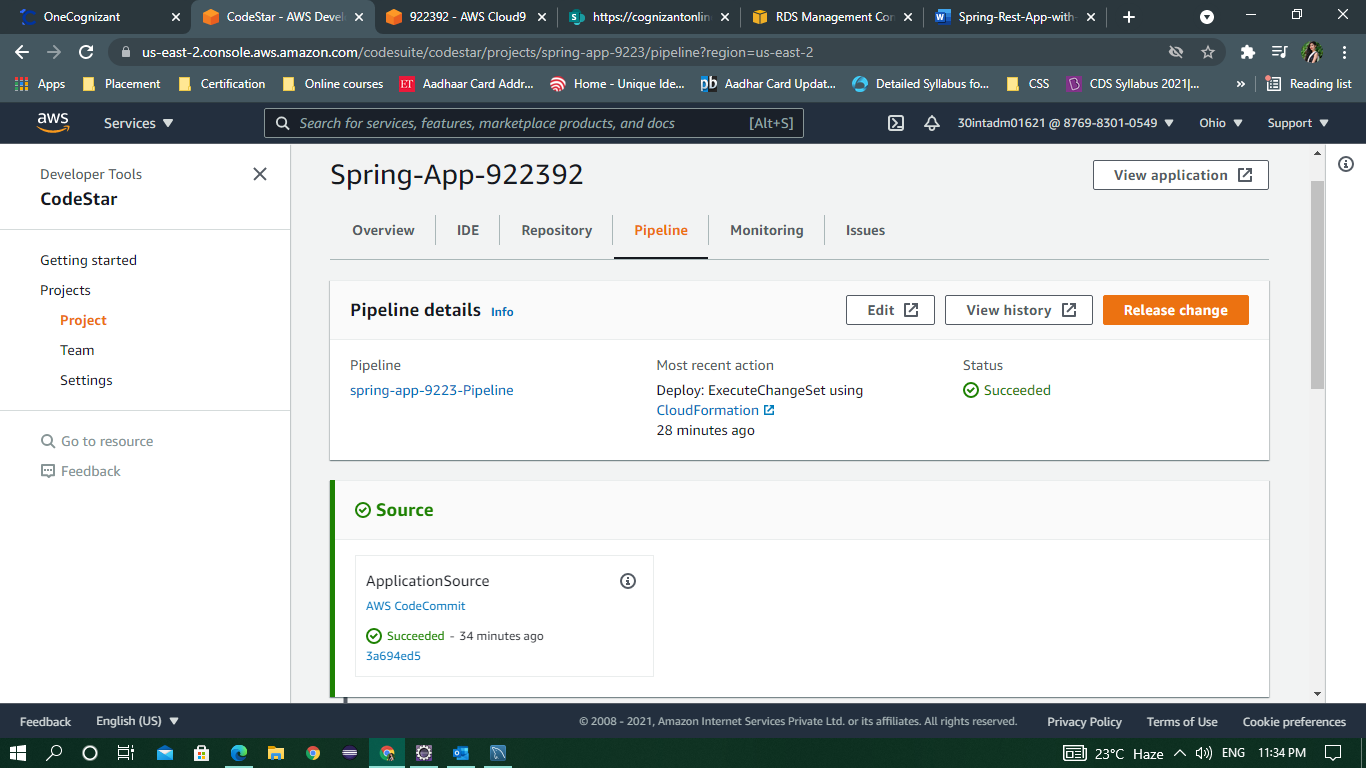 OneCognizant
CodeStar - AWS Devel
922392 - AWS Cloud9
https://cognizantonlin
RDS Management Con
Spring-Rest-App-with-
us-east-2.console.aws.amazon.com/codesuite/codestar/projects/spring-app-9223/pipeline?region=us-east-2
Apps
Placement
Certification
Online courses
ET
Aadhaar Card Addr...
Home - Unique Ide...
pb
Aadhar Card Updat...
Detailed Syllabus fo...
CSS
CDS Syllabus 2021|...
»
Reading list
aws
Services
Search for services, features, marketplace products, and docs
[Alt+S]
30intadm01621 @ 8769-8301-0549
Ohio
Support
Developer Tools
CodeStar
Getting started
Projects
Project
Team
Settings
Go to resource
Feedback
Spring-App-922392
View application
Overview
IDE
Repository
Pipeline
Monitoring
Issues
Pipeline details
Info
Edit
View history
Release change
Pipeline
spring-app-9223-Pipeline
Most recent action
Deploy: ExecuteChangeSet using
CloudFormation
28 minutes ago
Status
Succeeded
Source
ApplicationSource
AWS CodeCommit
Succeeded - 34 minutes ago
3a694ed5
Feedback
English (US)
© 2008 - 2021, Amazon Internet Services Private Ltd. or its affiliates. All rights reserved.
Privacy Policy
Terms of Use
Cookie preferences
23°C Haze
ENG
11:34 PM